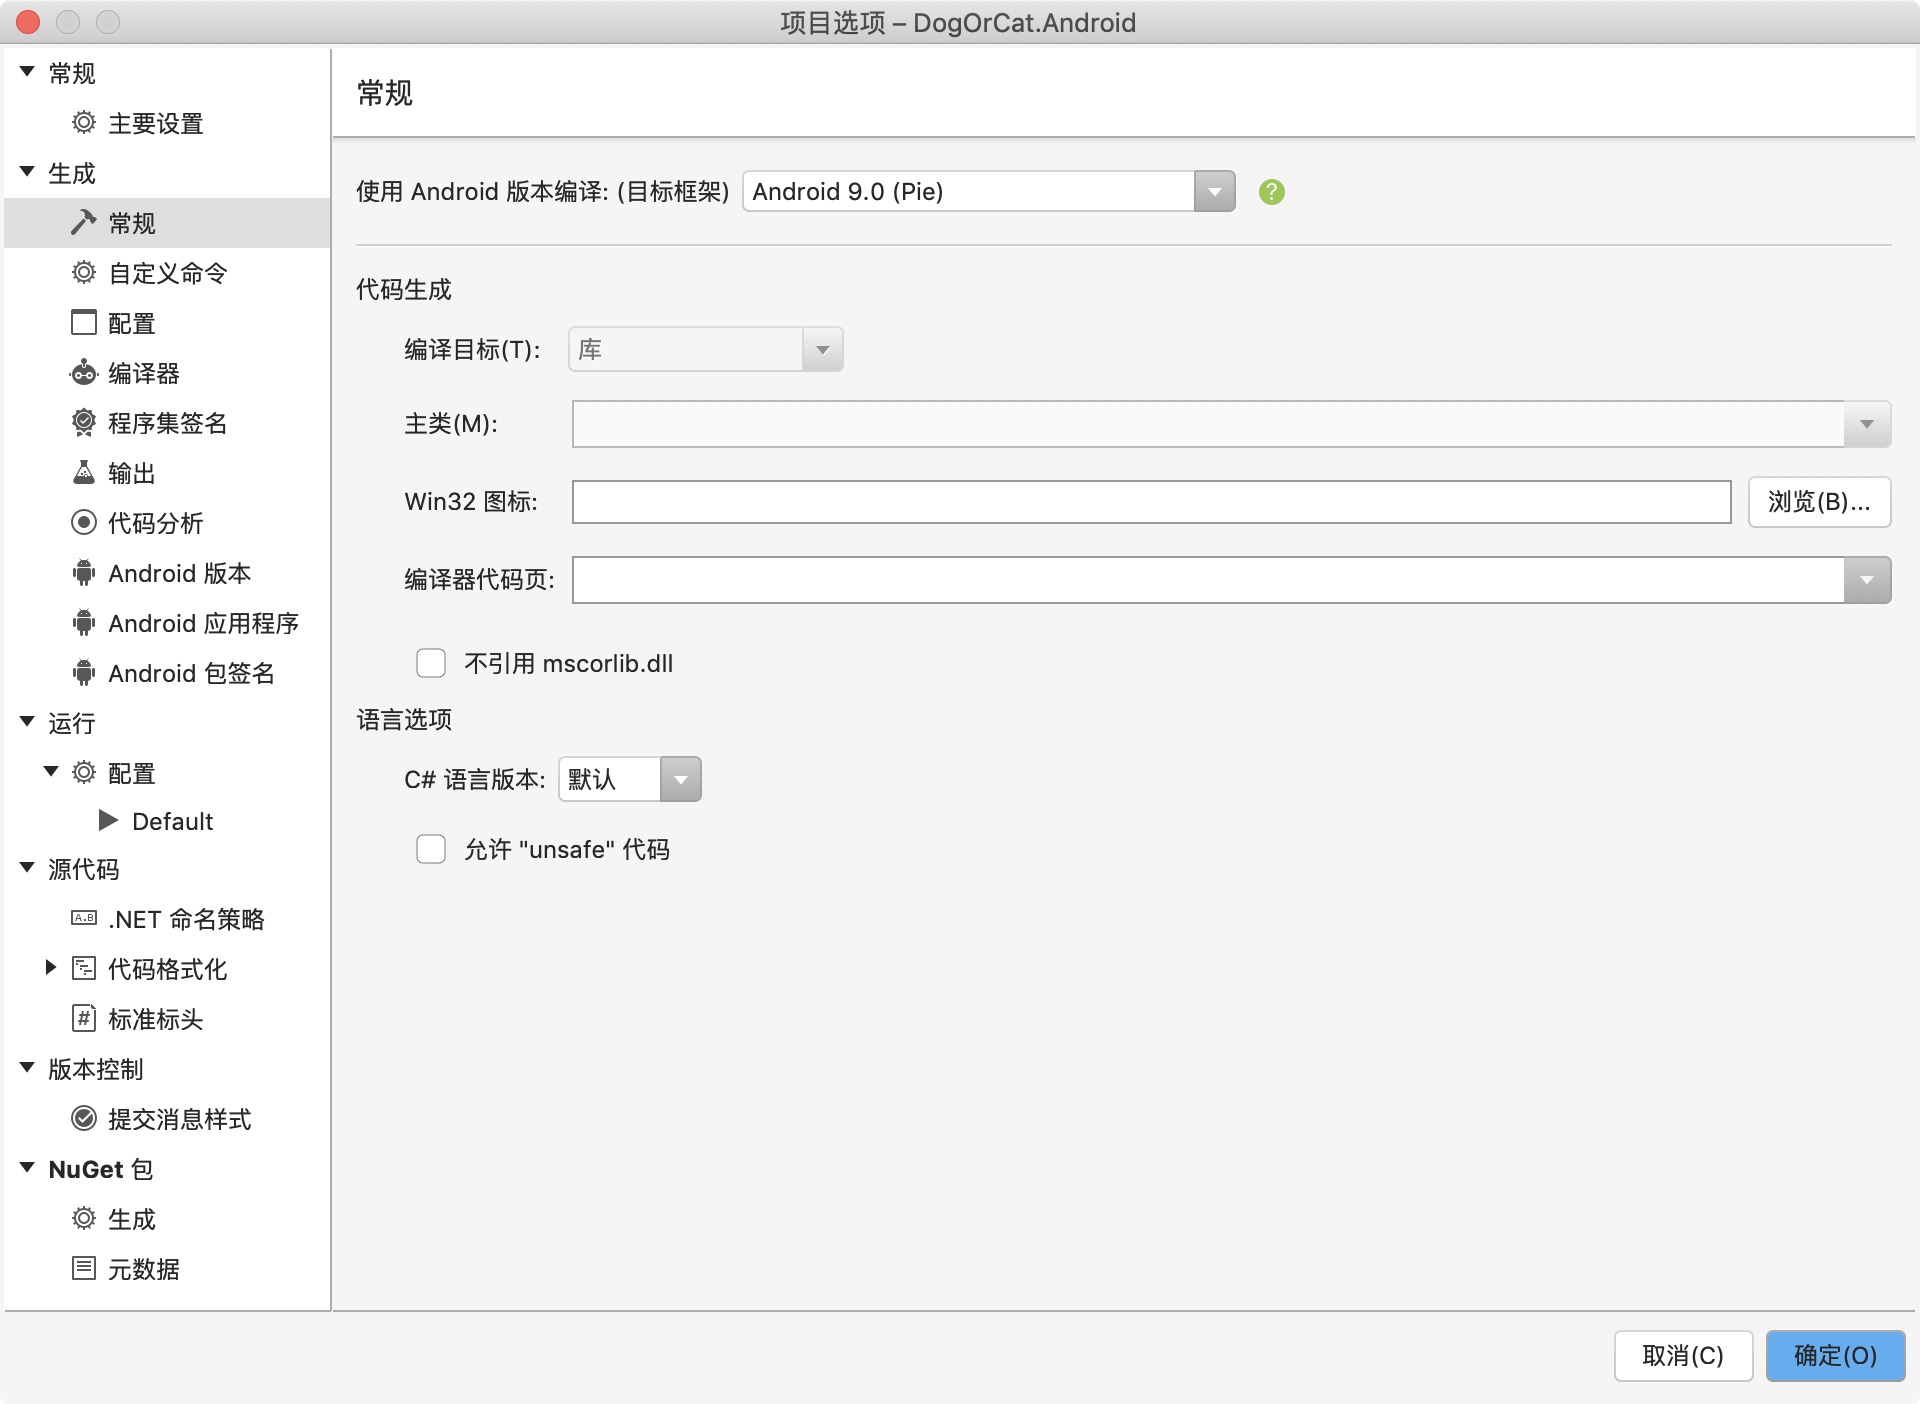 项目选项 – DogOrCat.Android
常规
主要设置
生成
常规
自定义命令
配置
编译器
程序集签名
输出
代码分析
Android 版本
Android 应用程序
Android 包签名
运行
配置
Default
源代码
.NET 命名策略
代码格式化
标准标头
版本控制
提交消息样式
NuGet 包
生成
元数据
常规
使用 Android 版本编译: (目标框架) Android 9.0 (Pie) ?
代码生成
编译目标(T): 库
主类(M):
Win32 图标: 浏览(B)...
编译器代码页:
不引用 mscorlib.dll
语言选项
C# 语言版本: 默认
允许 "unsafe" 代码
取消(C) 确定(O)